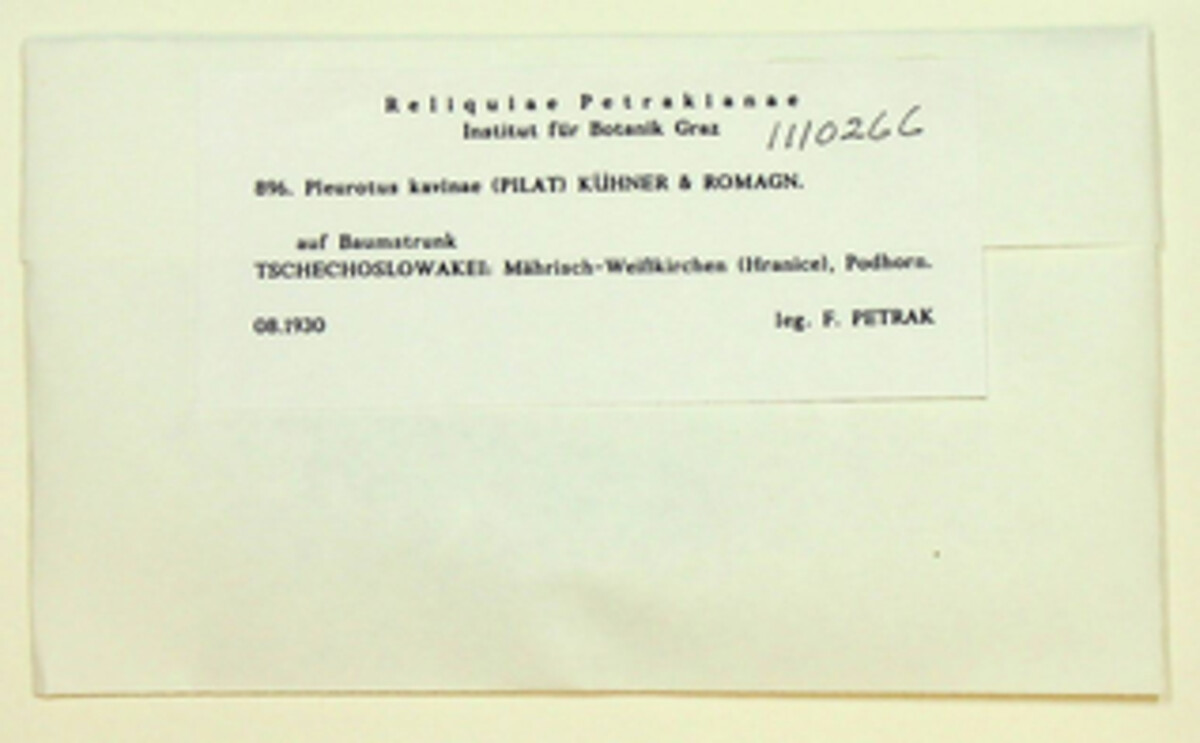 Reliquiae Petrakianae
Institut für Botanik Graz
1110266
896. Pleurotus kavinae (PILAT) KÜHNER & ROMAGN.
auf Baumstrunk
TSCHECHOSLOWAKEI: Mährisch-Weißkirchen (Hranice), Podhorn.
08.1930 leg. F. PETRAK